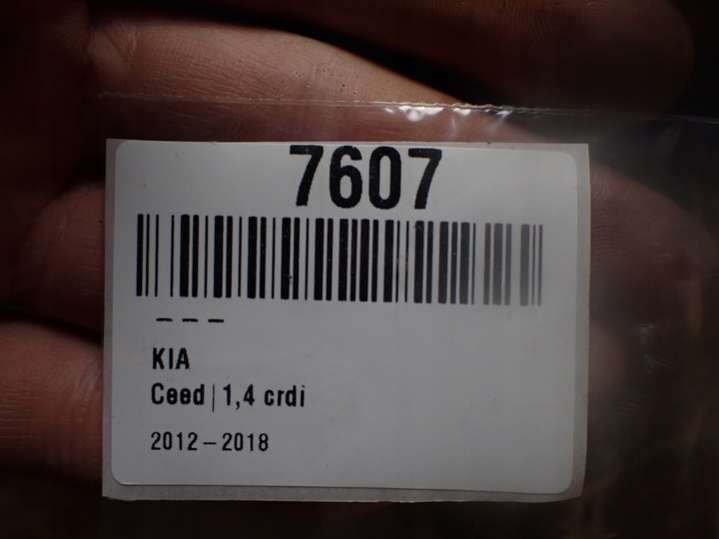 7607
– – –
KIA
Ceed | 1,4 crdi
2012 – 2018